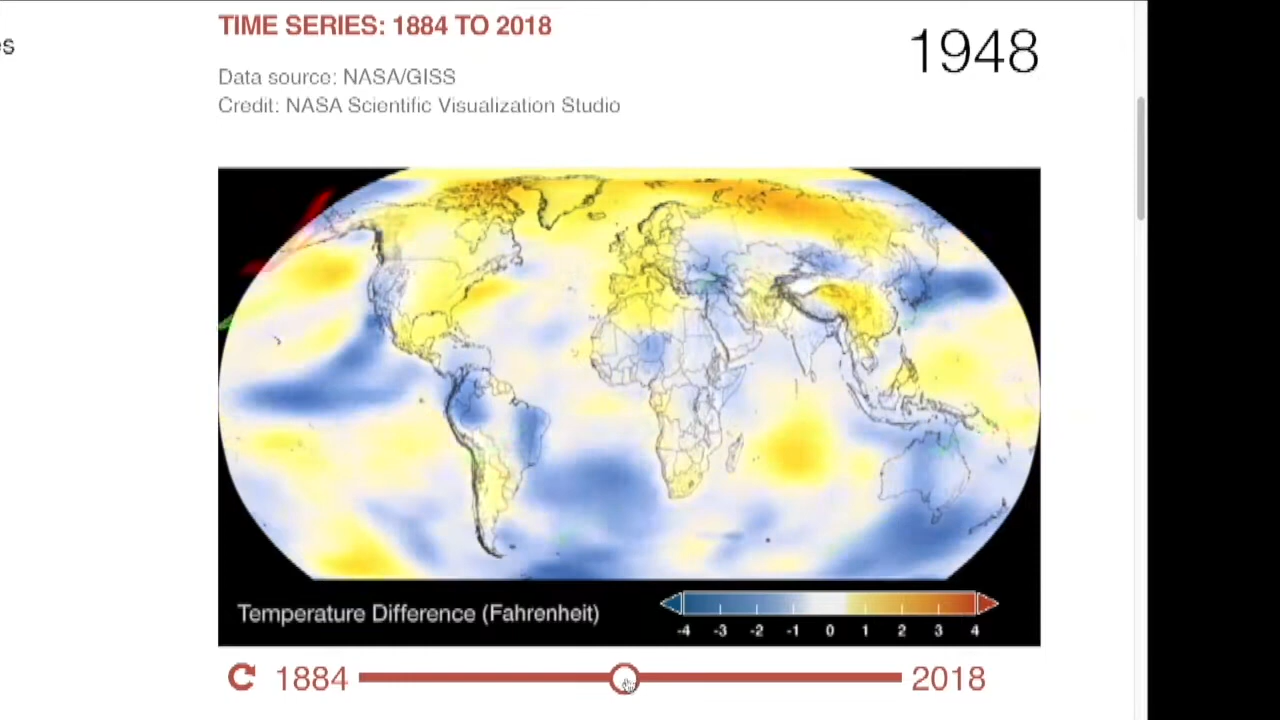 es
TIME SERIES: 1884 TO 2018
1948
Data source: NASA/GISS
Credit: NASA Scientific Visualization Studio
Temperature Difference (Fahrenheit)
-4 -3 -2 -1 0 1 2 3 4
1884 2018